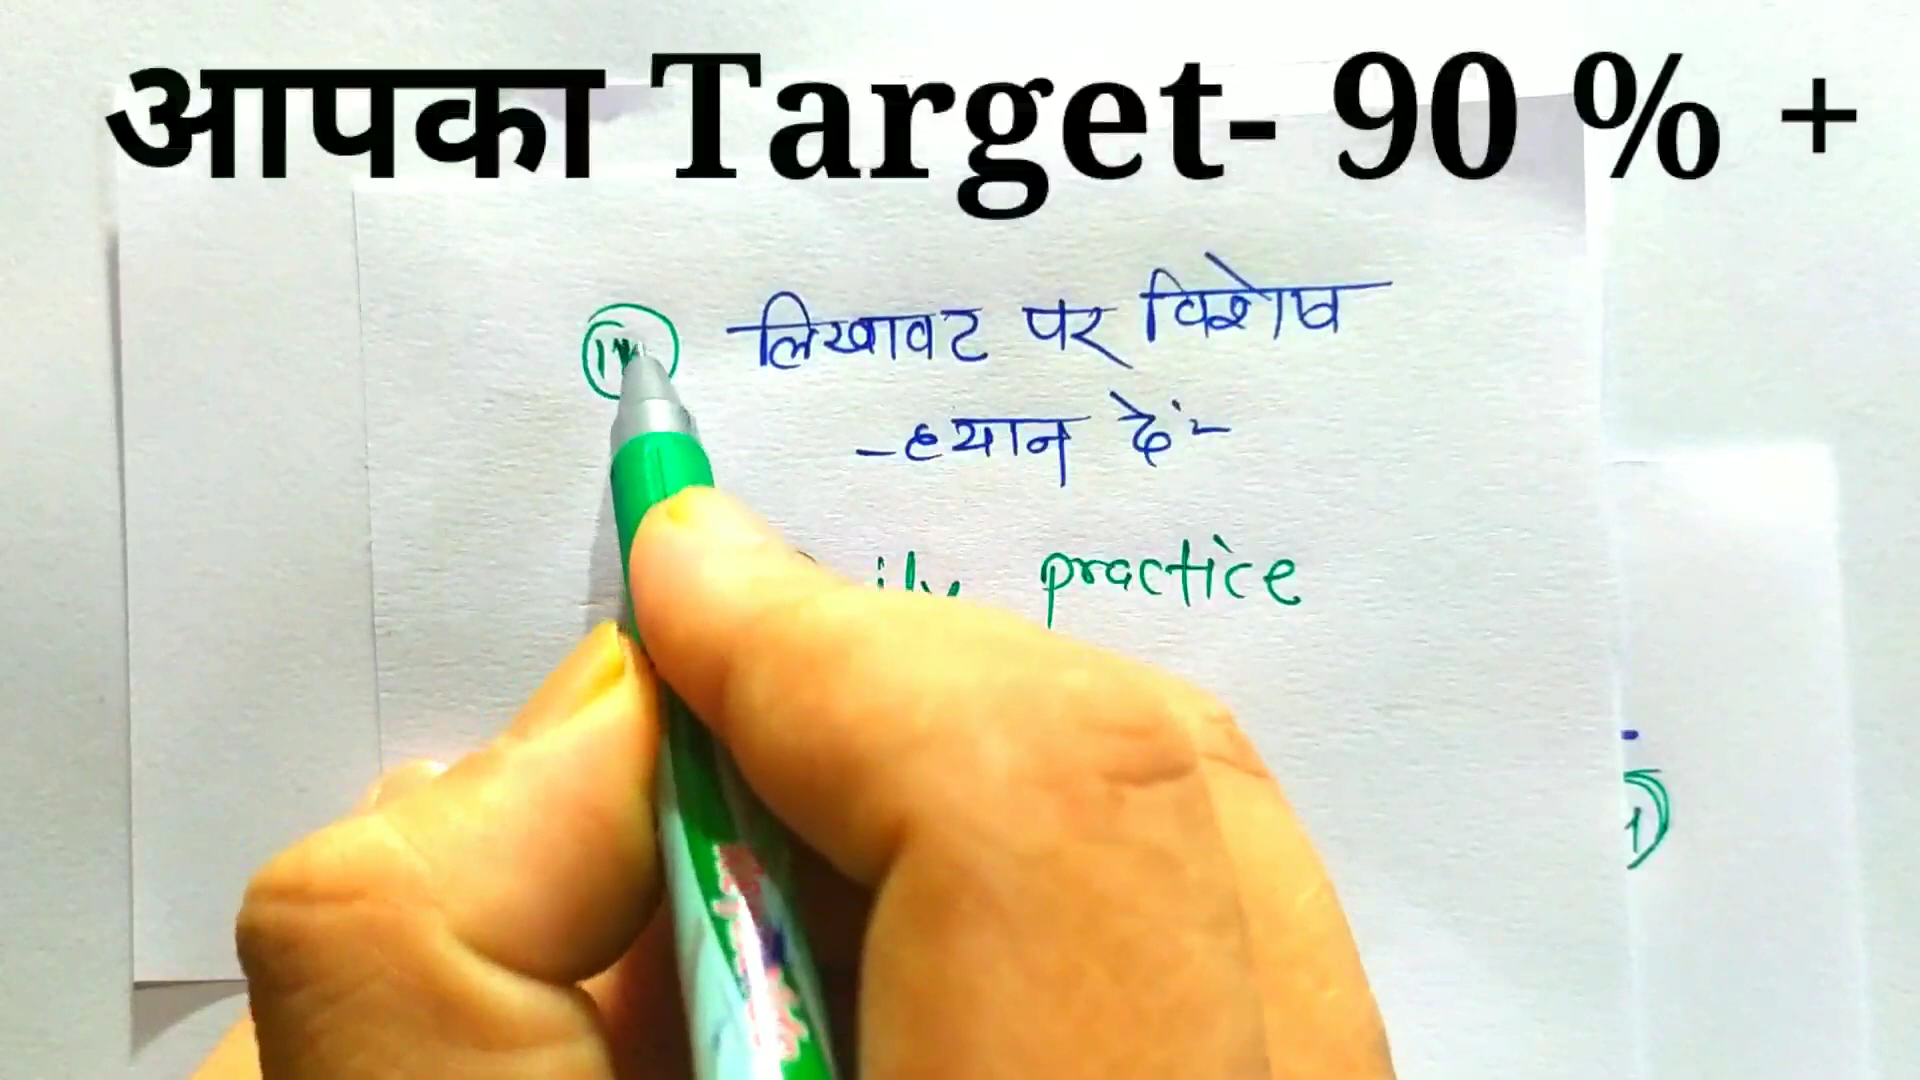 आपका Target- 90 % +
लिखावट पर विशेष
-ध्यान दें:-
practice